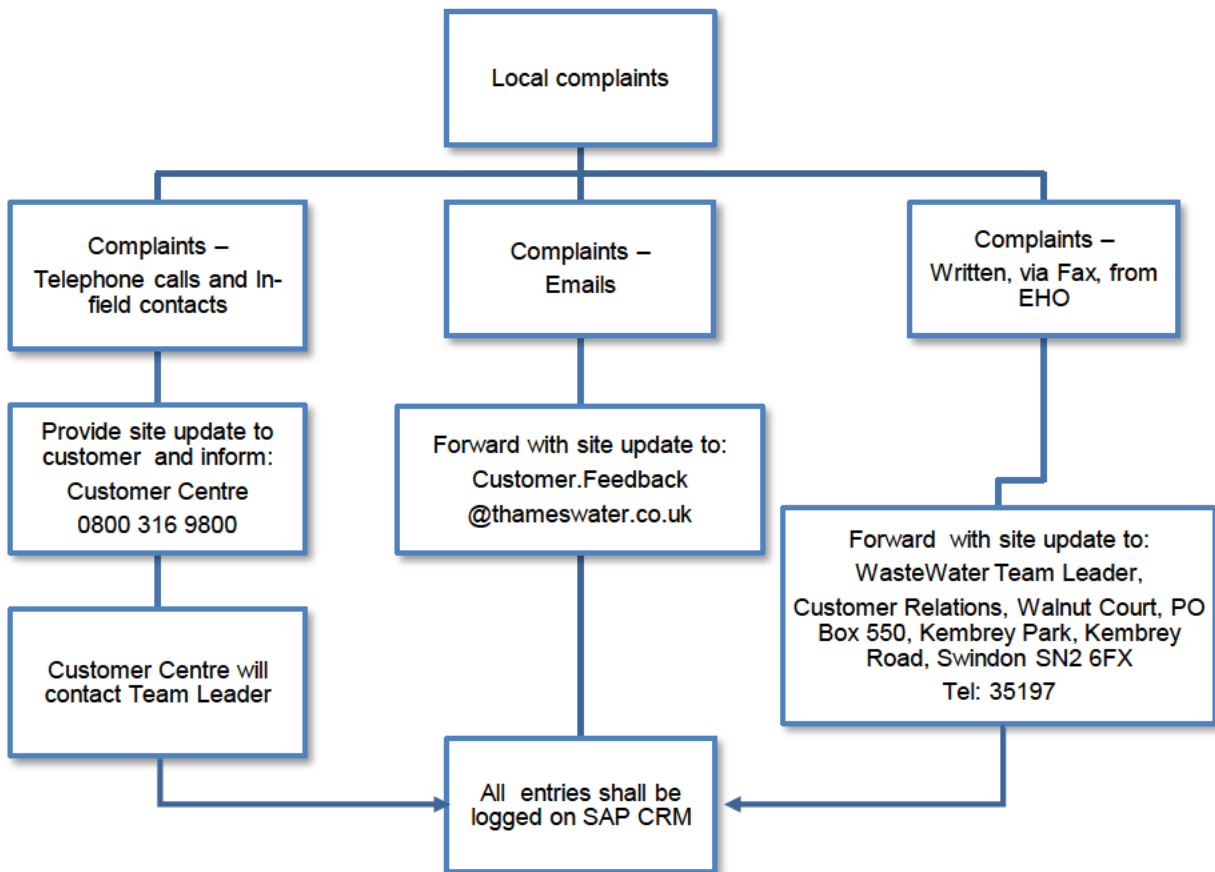 Local complaints
Complaints –
Telephone calls and In-
field contacts
Complaints –
Emails
Complaints –
Written, via Fax, from
EHO
Provide site update to
customer and inform:
Customer Centre
0800 316 9800
Forward with site update to:
Customer.Feedback
@thameswater.co.uk
Forward with site update to:
WasteWater Team Leader,
Customer Relations, Walnut Court, PO
Box 550, Kembrey Park, Kembrey
Road, Swindon SN2 6FX
Tel: 35197
Customer Centre will
contact Team Leader
All entries shall be
logged on SAP CRM